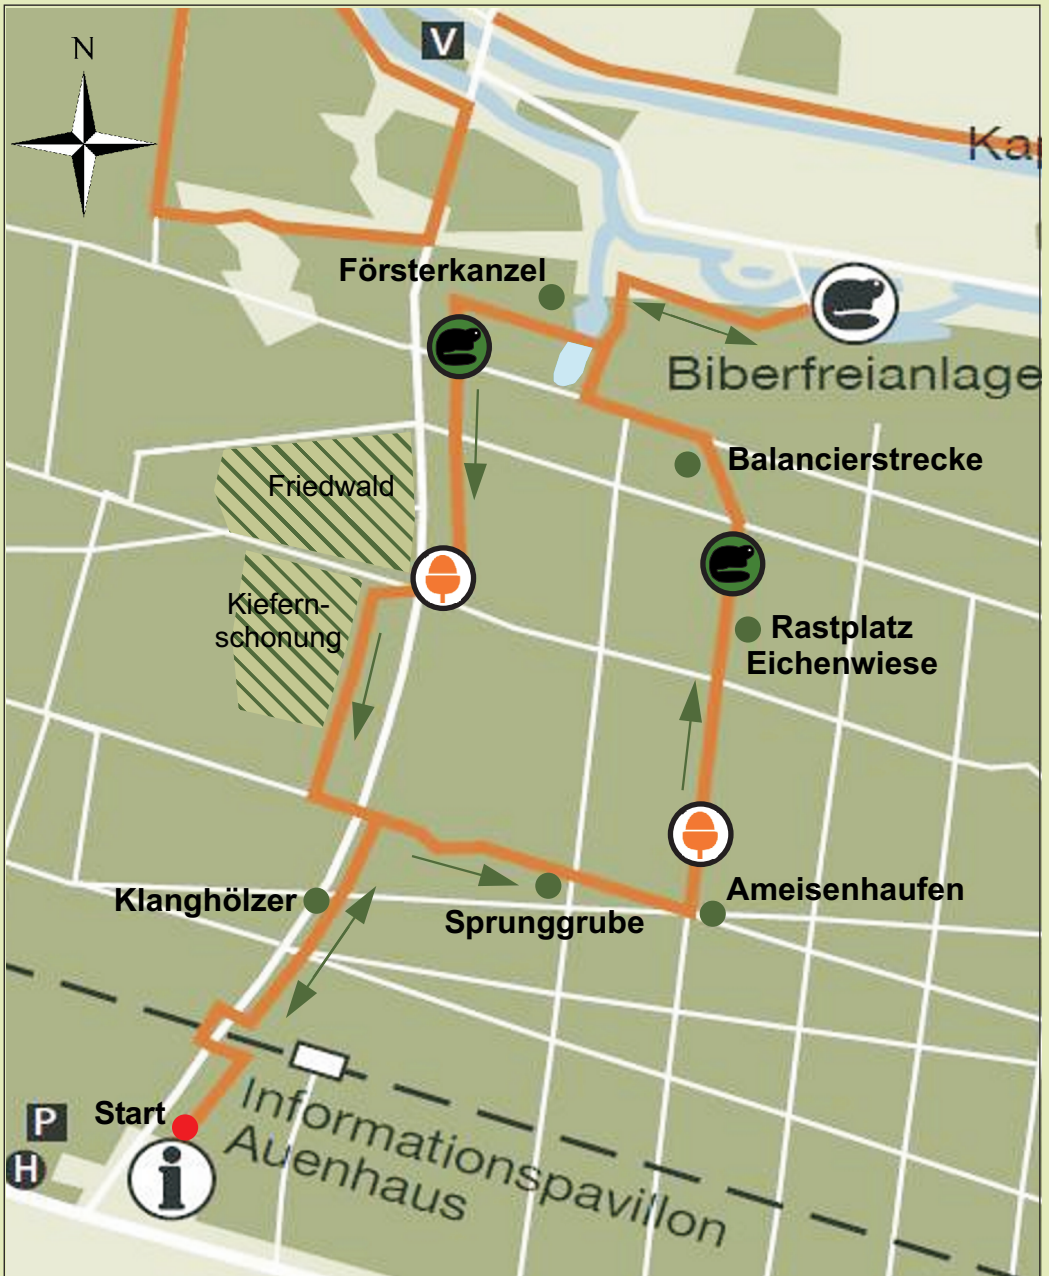 N
V
Ka
Försterkanzel
Biberfreianlage
Balancierstrecke
Friedwald
Kiefern-
schonung
Rastplatz
Eichenwiese
Klanghölzer
Sprunggrube
Ameisenhaufen
Start
P
H
i
Informationspavillon
Auenhaus